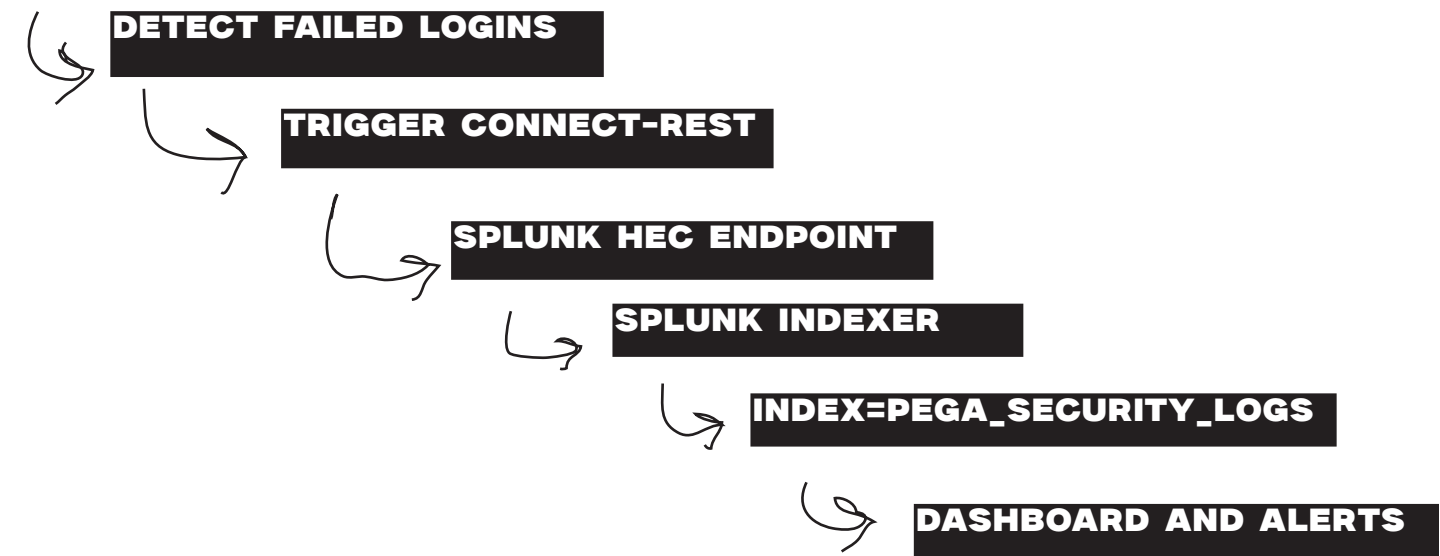 DETECT FAILED LOGINS
TRIGGER CONNECT-REST
SPLUNK HEC ENDPOINT
SPLUNK INDEXER
INDEX=PEGA_SECURITY_LOGS
DASHBOARD AND ALERTS